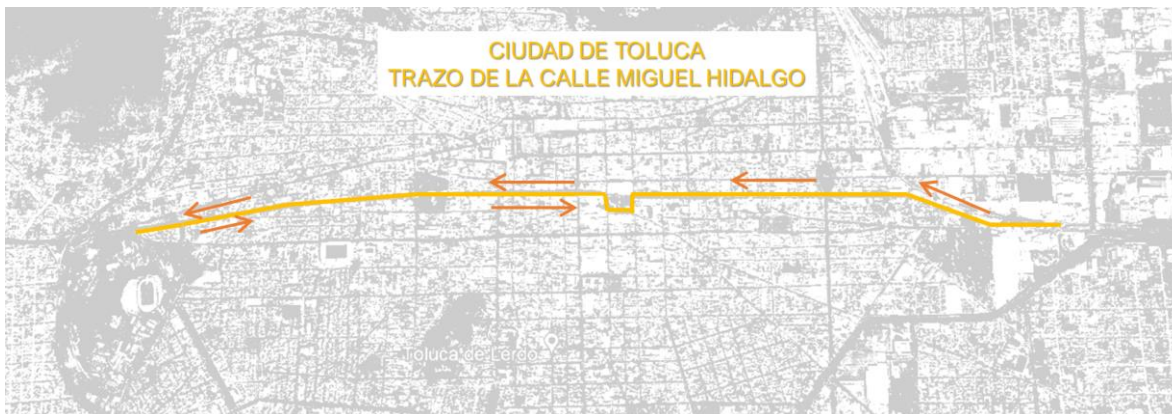 CIUDAD DE TOLUCA
TRAZO DE LA CALLE MIGUEL HIDALGO
Toluca de Lerdo